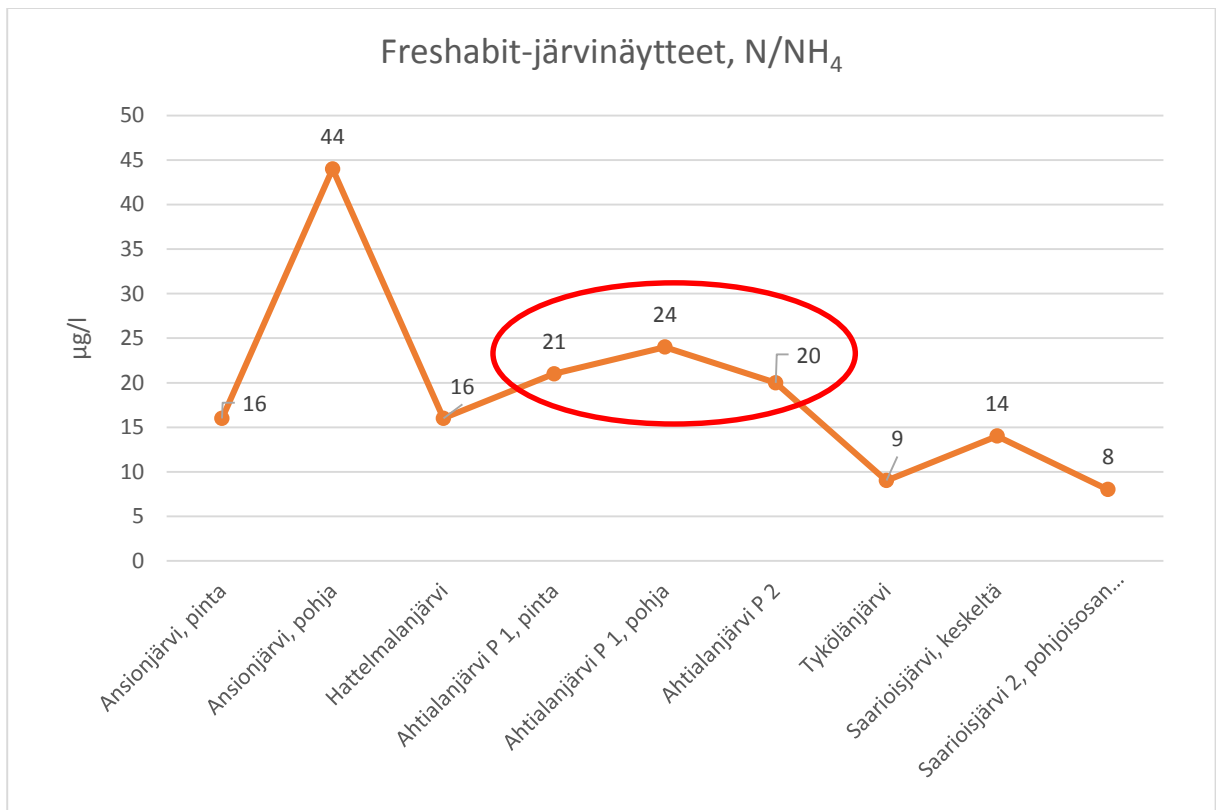 Freshabit-järvinäytteet, N/NH₄
50
45
40
35
30
25
20
15
10
5
0
µg/l
16
44
16
21
24
20
9
14
8
Ansionjärvi, pinta
Ansionjärvi, pohja
Hattelmalanjärvi
Ahtialanjärvi P 1, pinta
Ahtialanjärvi P 1, pohja
Ahtialanjärvi P 2
Tykölänjärvi
Saarioisjärvi, keskeltä
Saarioisjärvi 2, pohjoisosan...